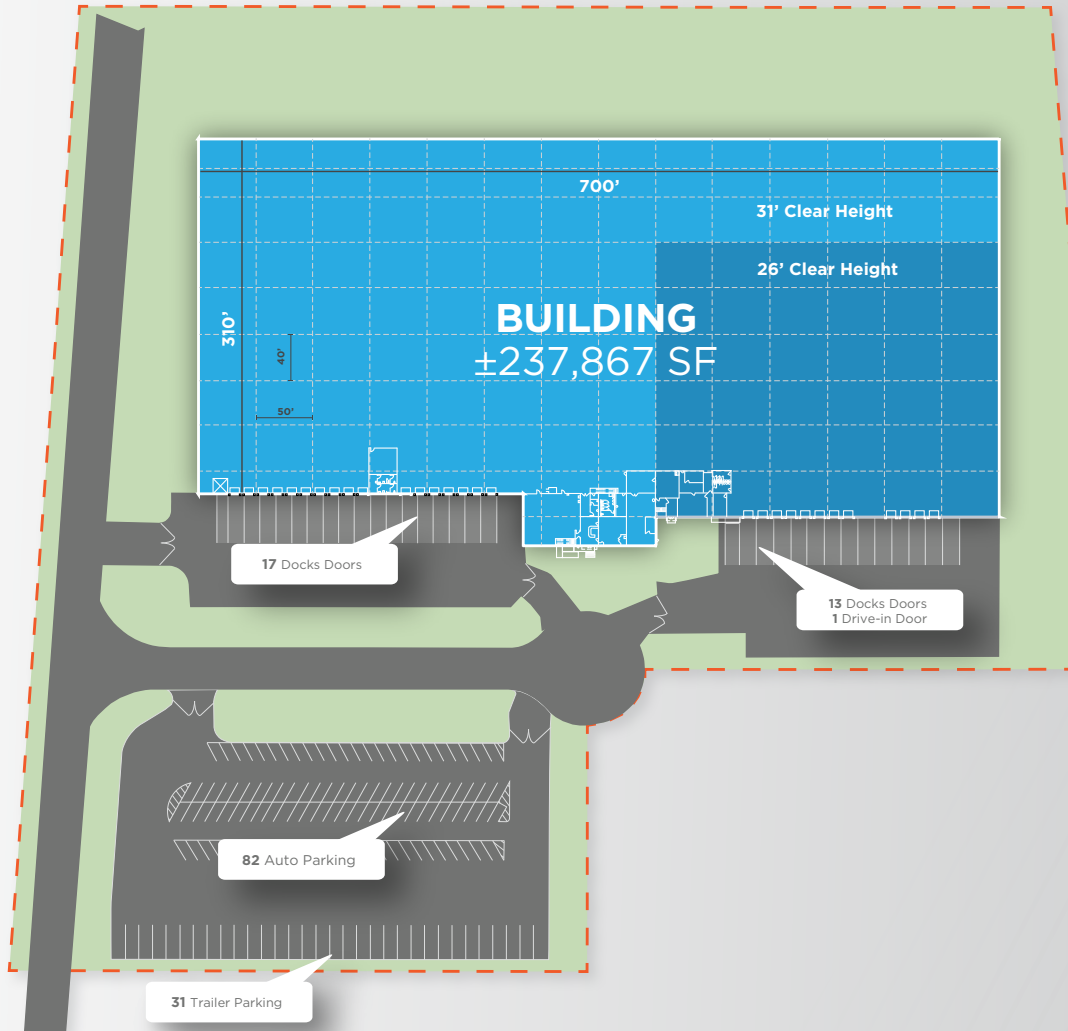 700’
31’ Clear Height
26’ Clear Height
310’
BUILDING
±237,867 SF
40’
50’
17 Docks Doors
13 Docks Doors
1 Drive-in Door
82 Auto Parking
31 Trailer Parking